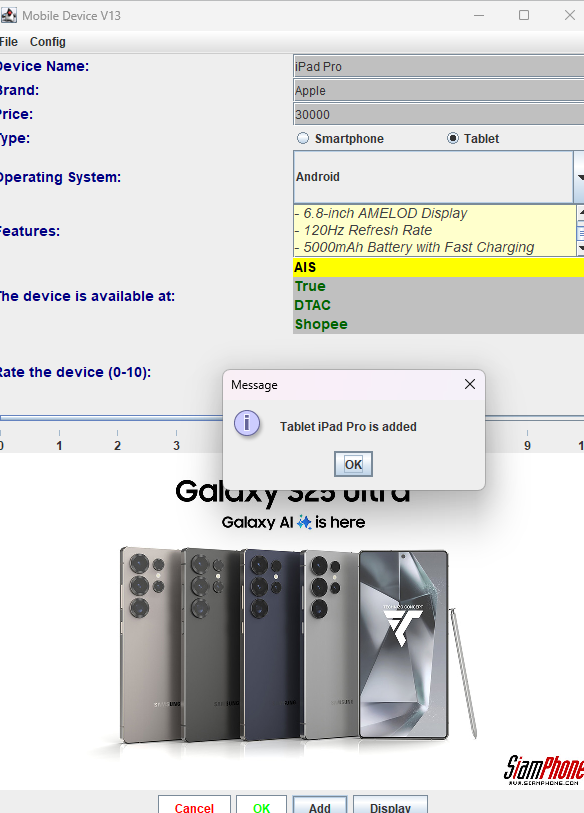 Mobile Device V13
File Config
Device Name:
iPad Pro
Brand:
Apple
Price:
30000
Type:
Smartphone
Tablet
Operating System:
Android
Features:
- 6.8-inch AMELOD Display
- 120Hz Refresh Rate
- 5000mAh Battery with Fast Charging
The device is available at:
AIS
True
DTAC
Shopee
Rate the device (0-10):
Message
Tablet iPad Pro is added
OK
0 1 2 3 9 1
Galaxy S25 Ultra
Galaxy AI is here
TECHNIZO CONCEPT
SAMSUNG
SiamPhone
WWW.SIAMPHONE.COM
Cancel OK Add Display